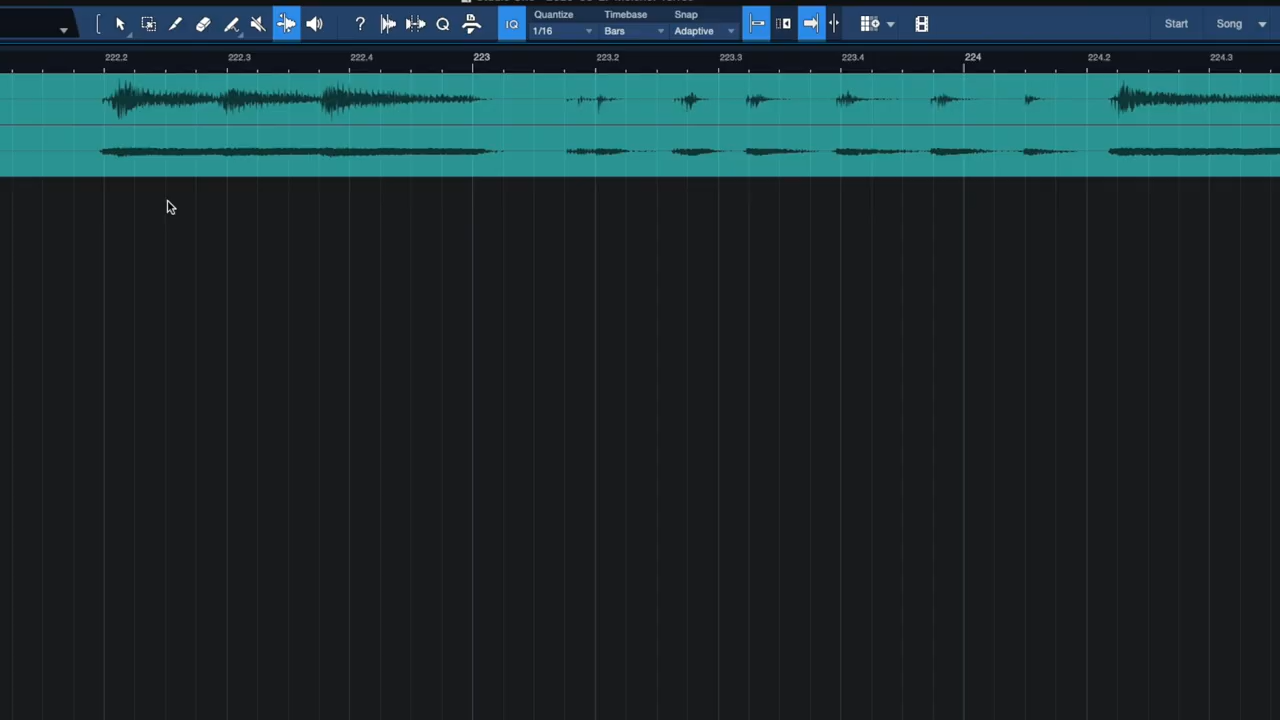 Quantize Timebase Snap
? Q IQ 1/16 Bars Adaptive Start Song
222.2 222.3 222.4 223 223.2 223.3 223.4 224 224.2 224.3